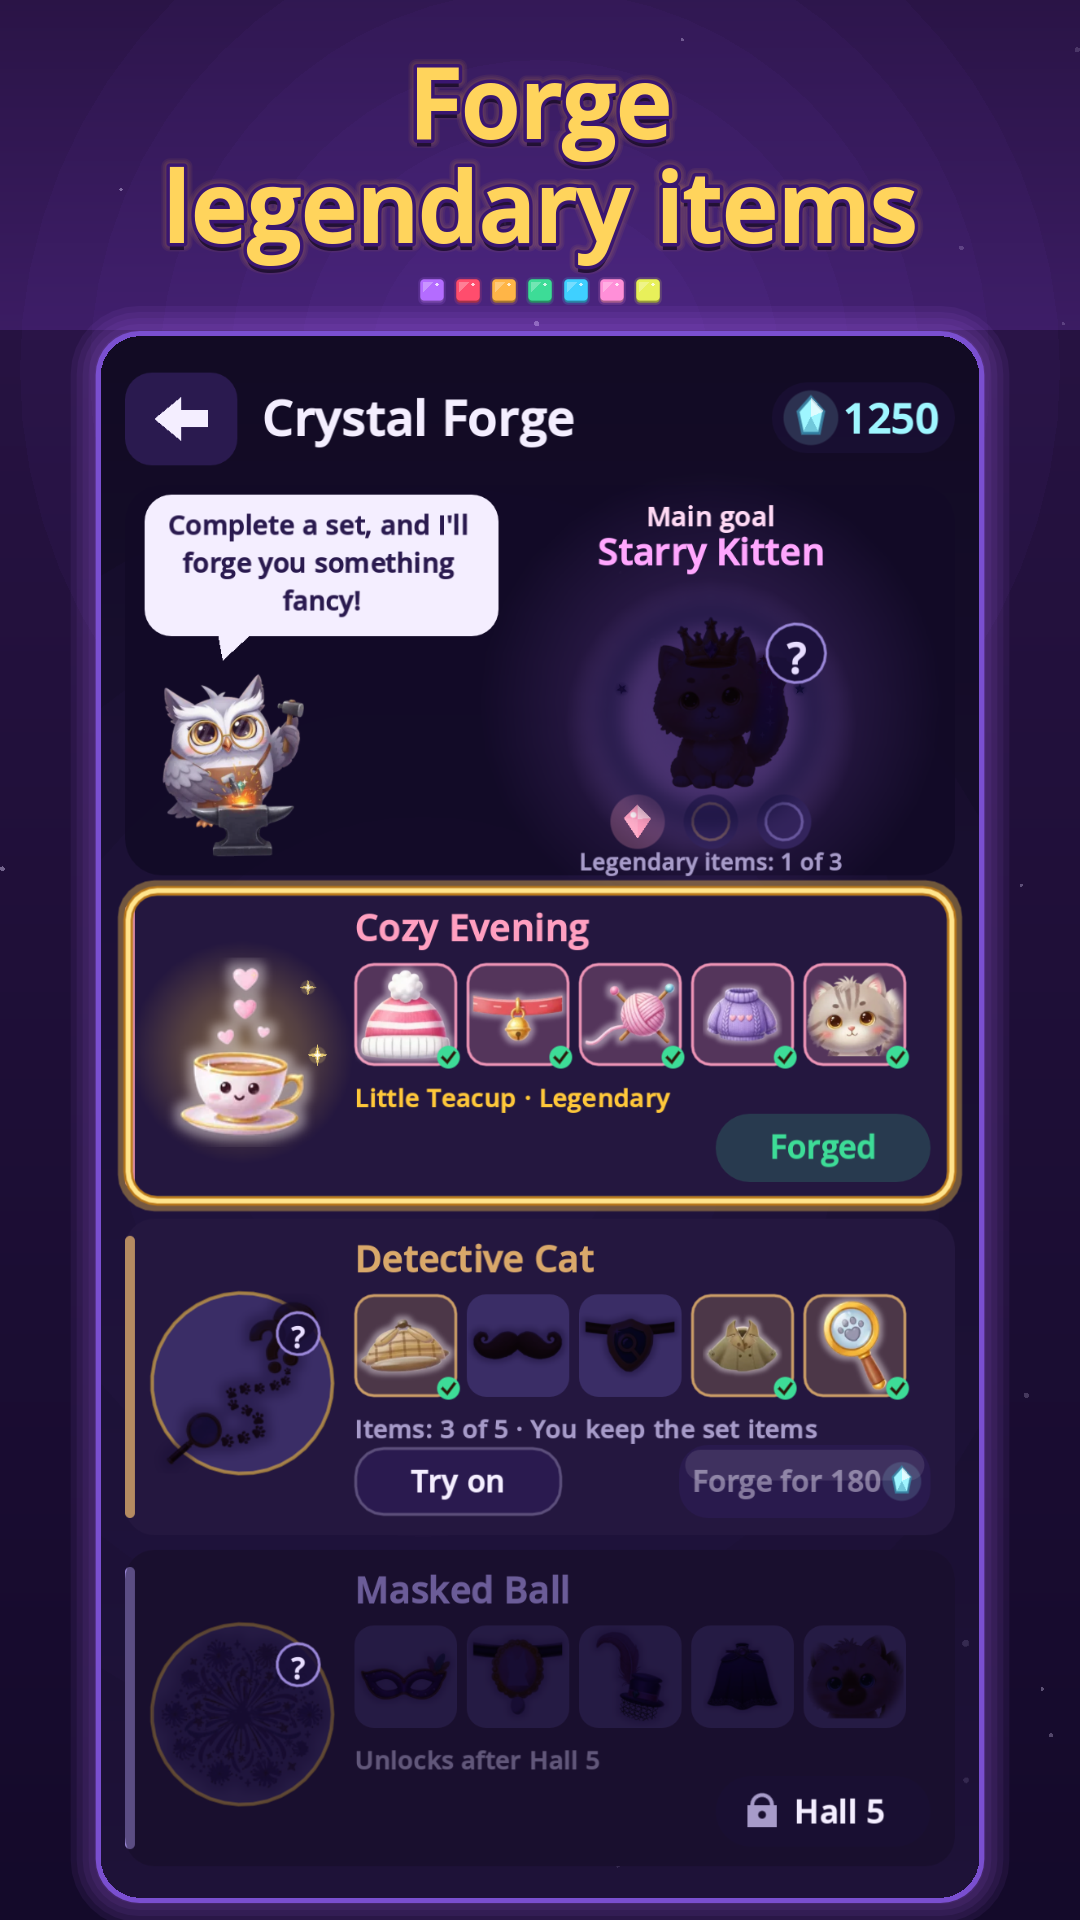 Forge
legendary items
Crystal Forge
1250
Complete a set, and I'll
forge you something
fancy!
Main goal
Starry Kitten
?
Legendary items: 1 of 3
Cozy Evening
Little Teacup · Legendary
Forged
Detective Cat
?
Items: 3 of 5 · You keep the set items
Try on
Forge for 180
Masked Ball
?
Unlocks after Hall 5
Hall 5